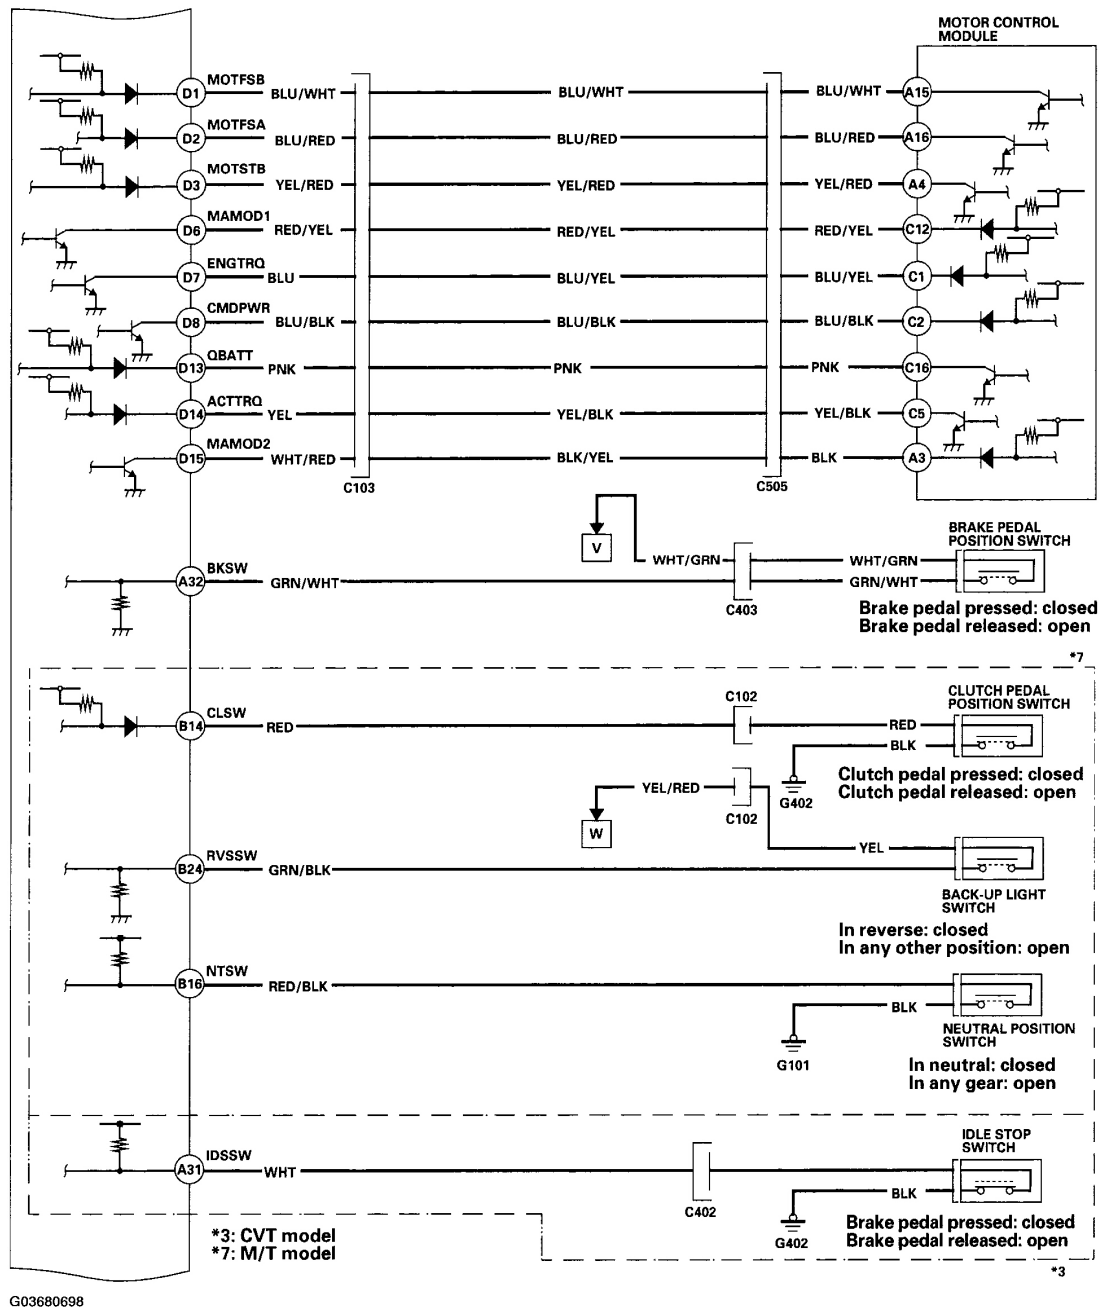 MOTOR CONTROL
MODULE
D1 MOTFSB BLU/WHT BLU/WHT BLU/WHT A15
D2 MOTFSA BLU/RED BLU/RED BLU/RED A16
D3 MOTSTB YEL/RED YEL/RED YEL/RED A4
D6 MAMOD1 RED/YEL RED/YEL RED/YEL C12
D7 ENGTRQ BLU BLU/YEL BLU/YEL C1
D8 CMDPWR BLU/BLK BLU/BLK BLU/BLK C2
D13 QBATT PNK PNK PNK C16
D14 ACTTRQ YEL YEL/BLK YEL/BLK C5
D15 MAMOD2 WHT/RED BLK/YEL BLK A3
C103 C505
BRAKE PEDAL
POSITION SWITCH
V WHT/GRN WHT/GRN
A32 BKSW GRN/WHT GRN/WHT
C403
Brake pedal pressed: closed
Brake pedal released: open
*7
CLUTCH PEDAL
POSITION SWITCH
C102
B14 CLSW RED RED
BLK
G402
Clutch pedal pressed: closed
Clutch pedal released: open
W YEL/RED C102
YEL
B24 RVSSW GRN/BLK
BACK-UP LIGHT
SWITCH
In reverse: closed
In any other position: open
B16 NTSW RED/BLK
BLK
G101
NEUTRAL POSITION
SWITCH
In neutral: closed
In any gear: open
IDLE STOP
SWITCH
A31 IDSSW WHT
BLK
C402
G402
Brake pedal pressed: closed
Brake pedal released: open
*3: CVT model
*7: M/T model
*3
G03680698